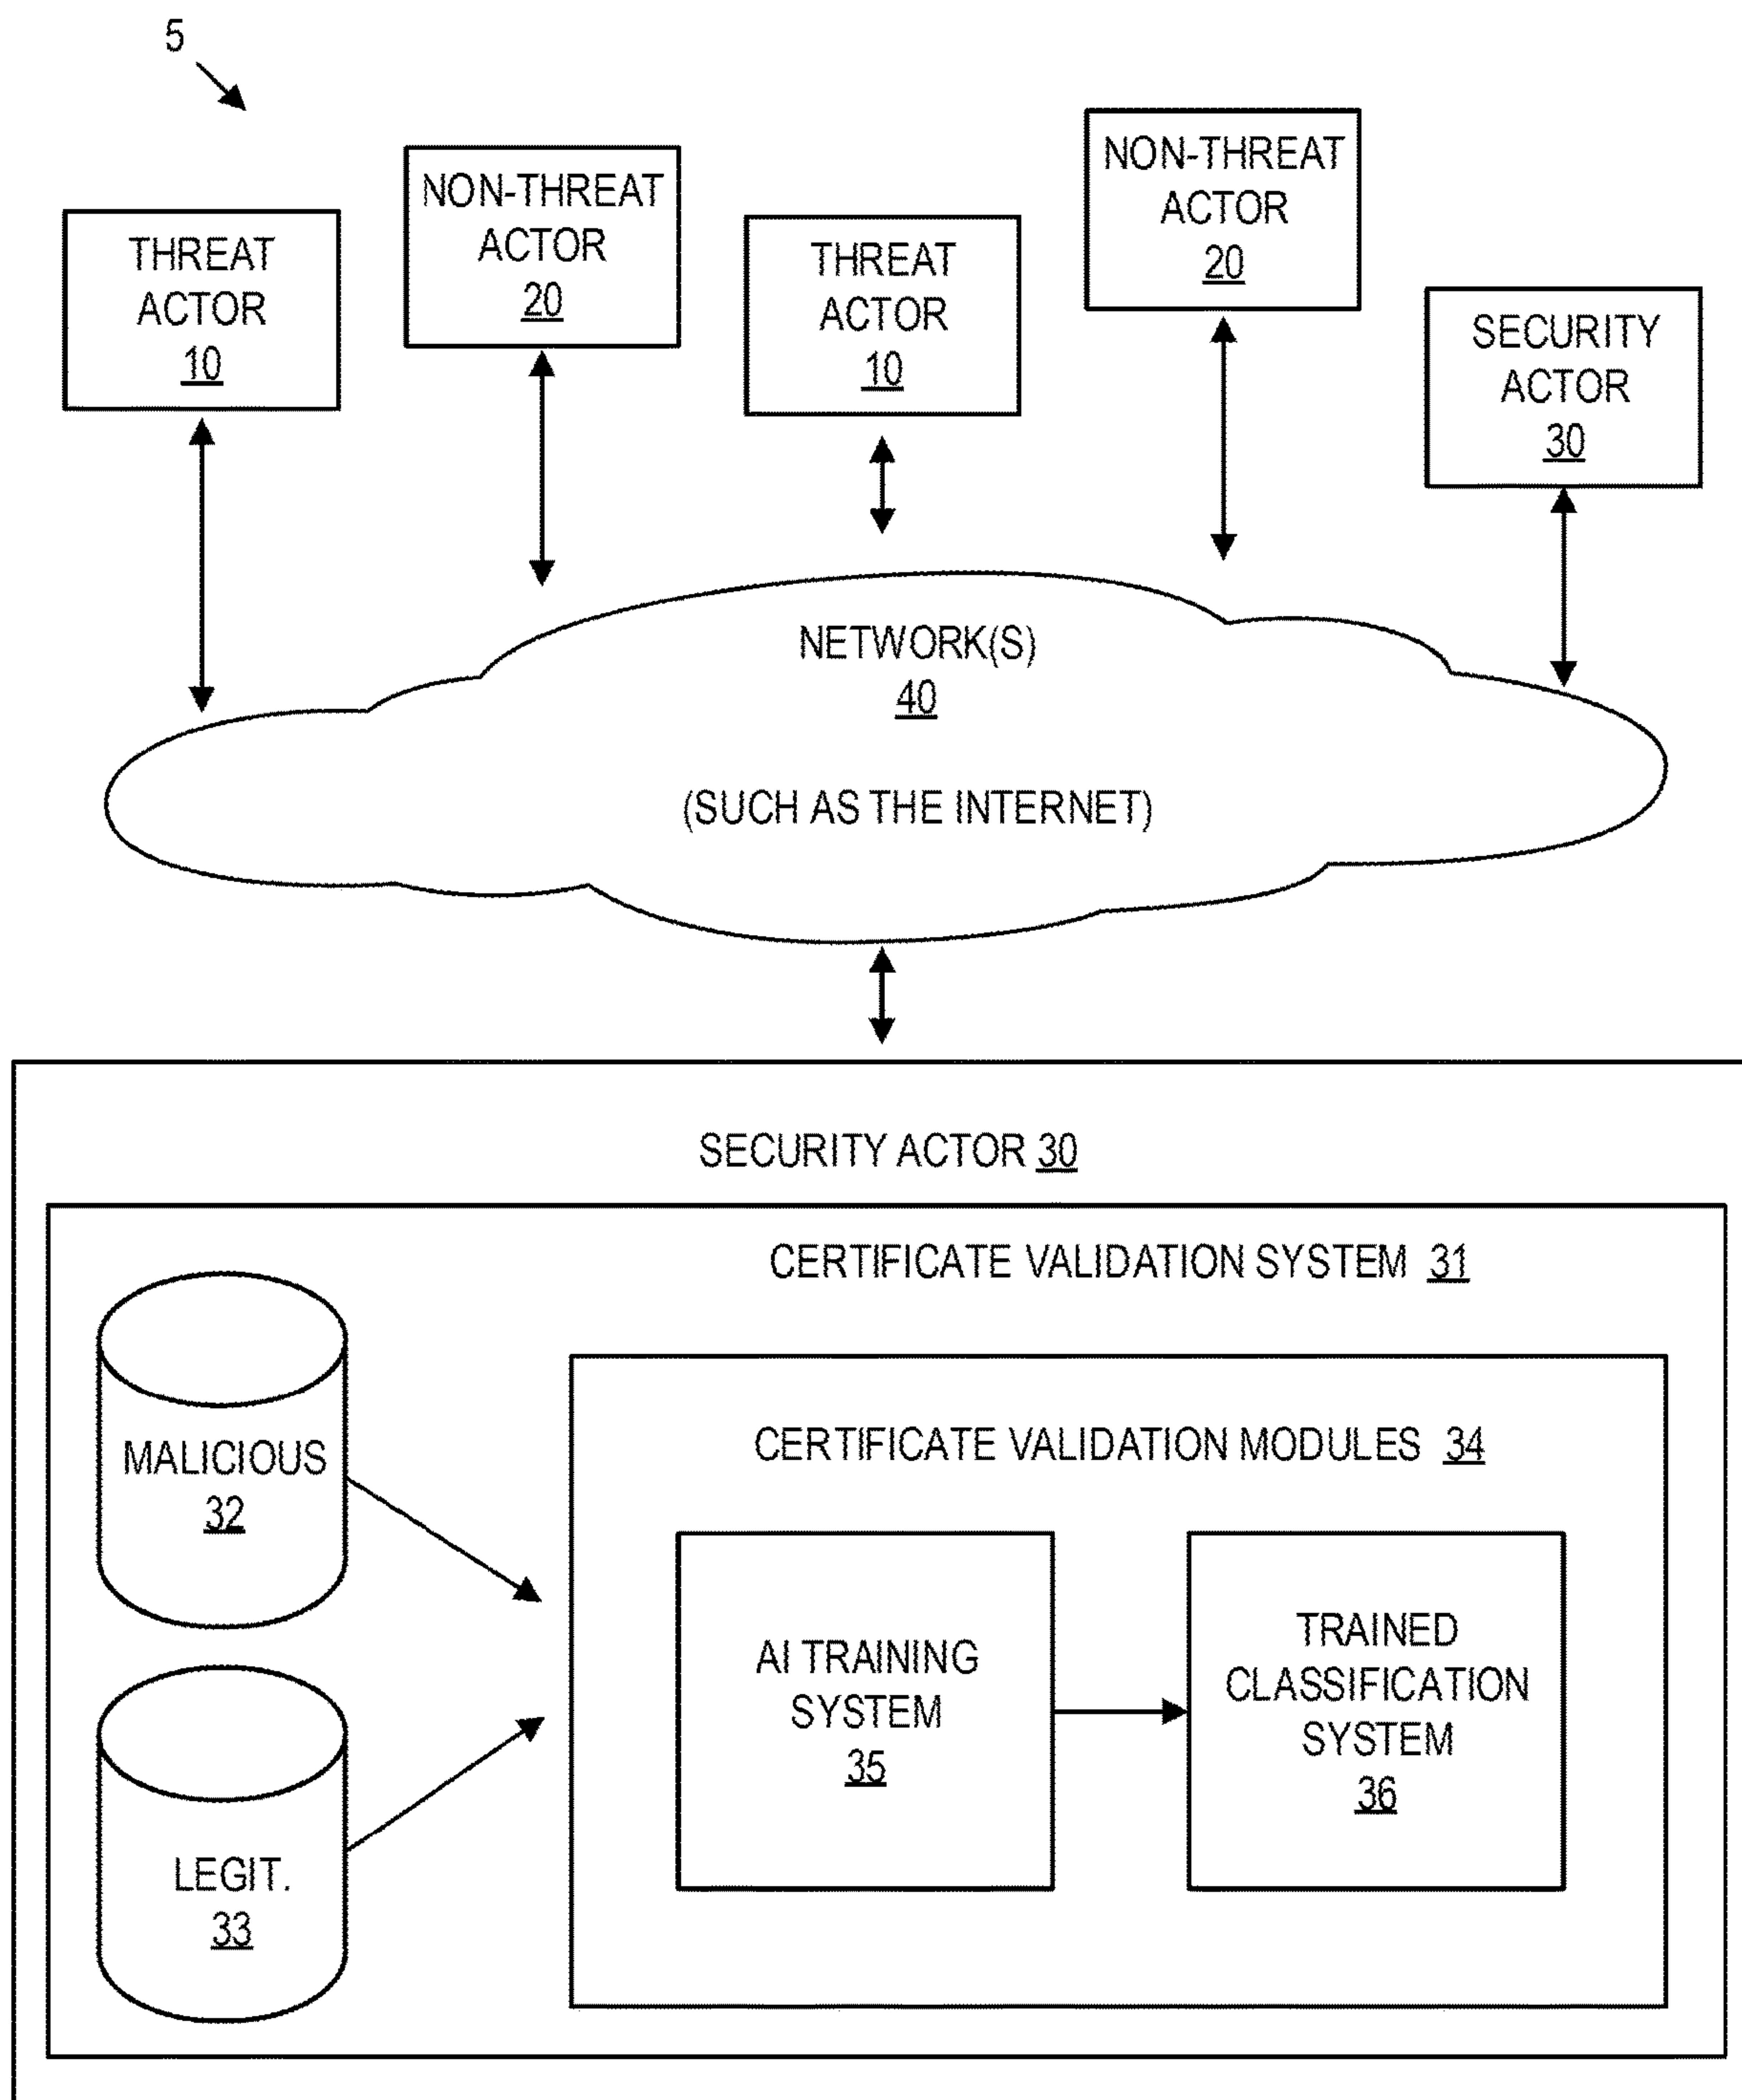 5
THREAT
ACTOR
10
NON-THREAT
ACTOR
20
THREAT
ACTOR
10
NON-THREAT
ACTOR
20
SECURITY
ACTOR
30
NETWORK(S)
40
(SUCH AS THE INTERNET)
SECURITY ACTOR 30
CERTIFICATE VALIDATION SYSTEM 31
MALICIOUS
32
LEGIT.
33
CERTIFICATE VALIDATION MODULES 34
AI TRAINING
SYSTEM
35
TRAINED
CLASSIFICATION
SYSTEM
36